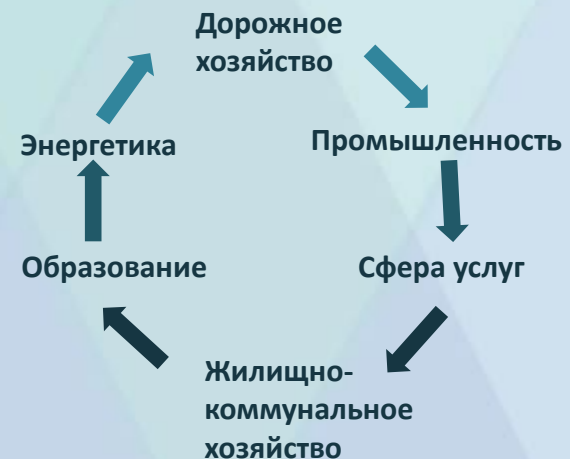 Дорожное
хозяйство
Энергетика
Промышленность
Образование
Сфера услуг
Жилищно-
коммунальное
хозяйство